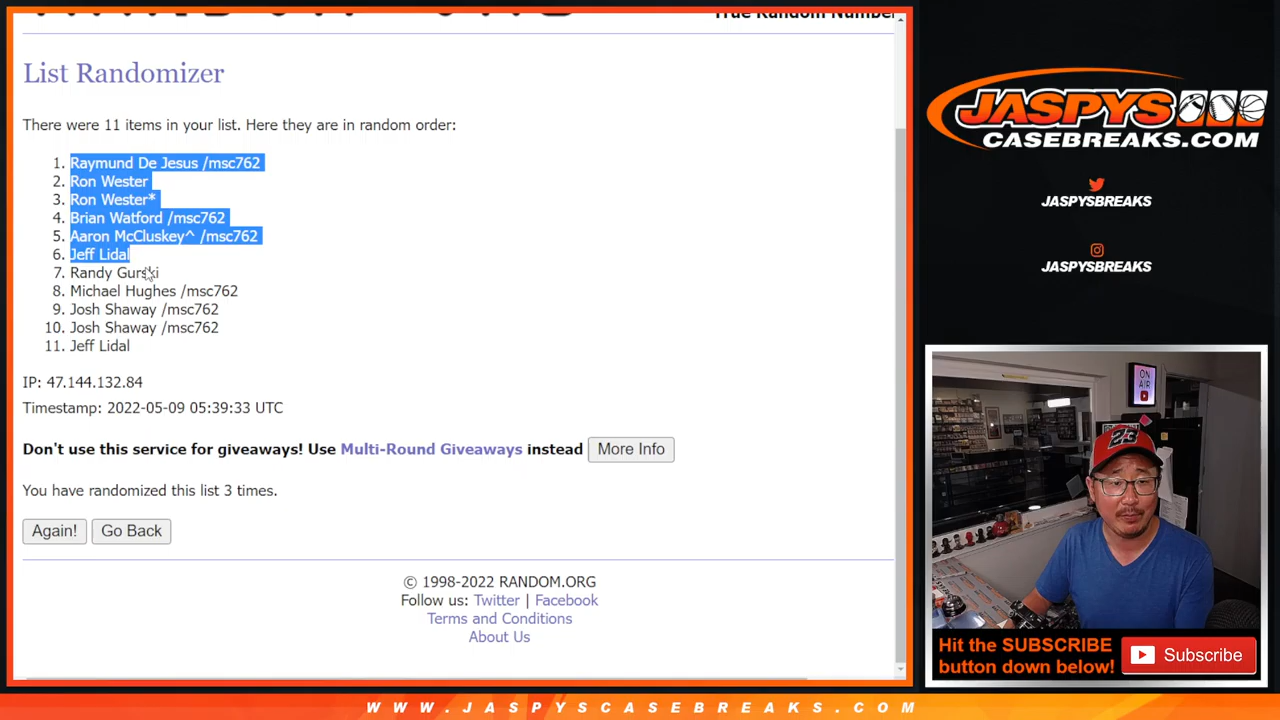 True Random Number
List Randomizer
There were 11 items in your list. Here they are in random order:
1. Raymund De Jesus /msc762
2. Ron Wester
3. Ron Wester*
4. Brian Watford /msc762
5. Aaron McCluskey^ /msc762
6. Jeff Lidal
7. Randy Gurski
8. Michael Hughes /msc762
9. Josh Shaway /msc762
10. Josh Shaway /msc762
11. Jeff Lidal
IP: 47.144.132.84
Timestamp: 2022-05-09 05:39:33 UTC
Don't use this service for giveaways! Use Multi-Round Giveaways instead More Info
You have randomized this list 3 times.
Again! Go Back
© 1998-2022 RANDOM.ORG
Follow us: Twitter | Facebook
Terms and Conditions
About Us
JASPYS
CASEBREAKS.COM
JASPYSBREAKS
JASPYSBREAKS
ON
AIR
23
Hit the SUBSCRIBE
button down below!
Subscribe
WWW.JASPYSCASEBREAKS.COM